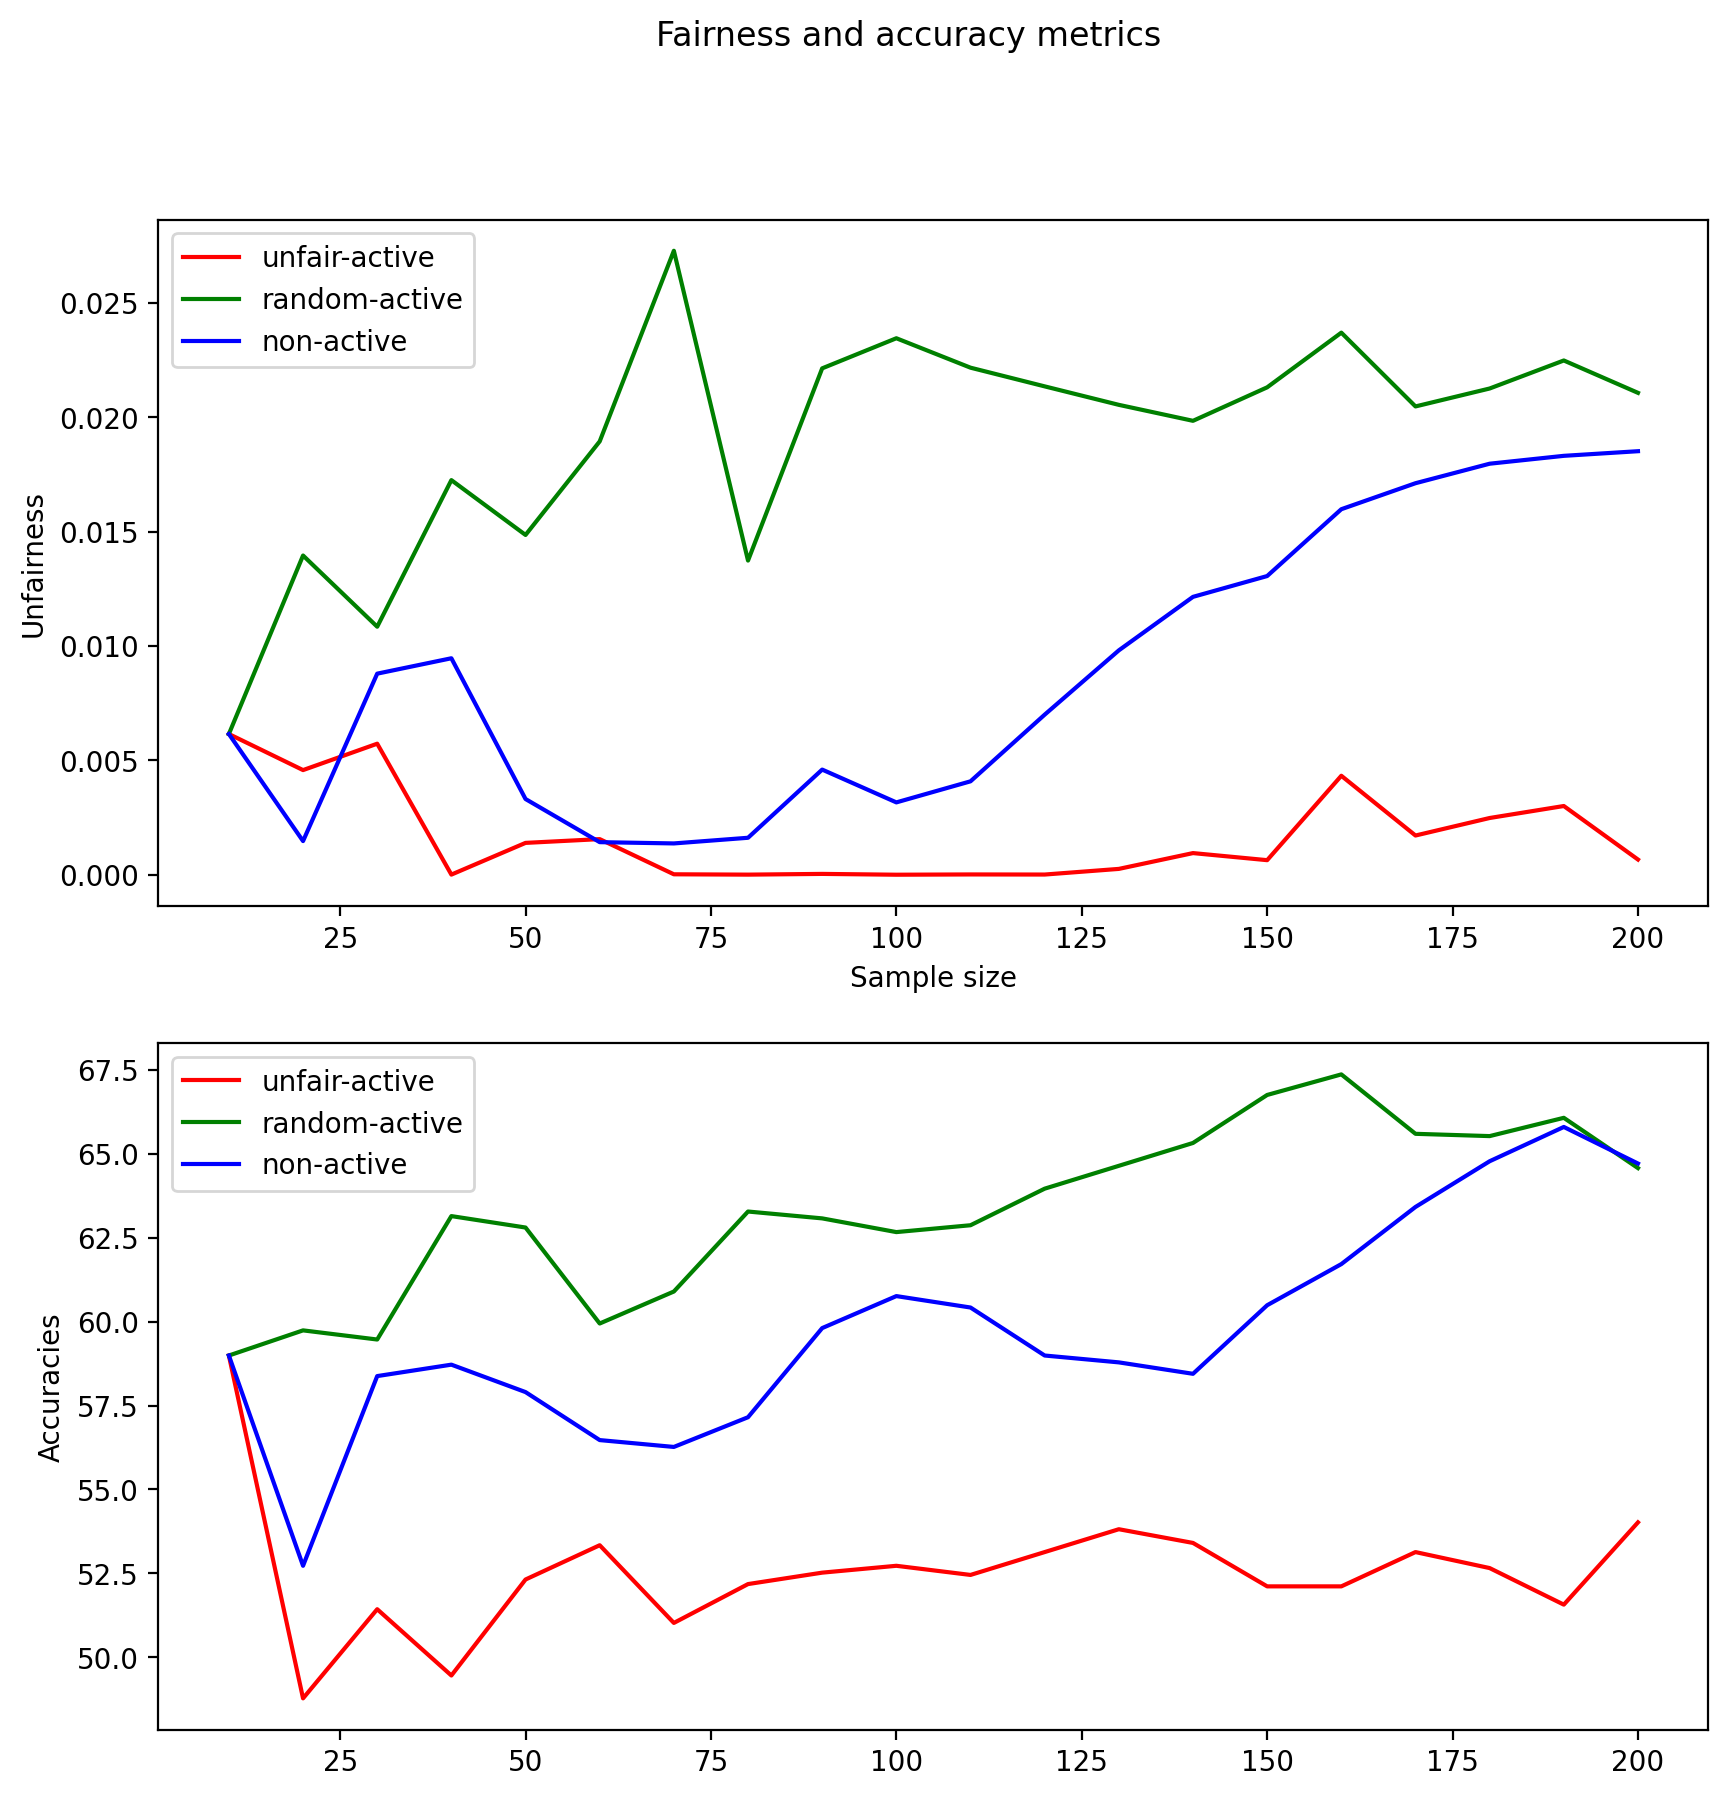 Fairness and accuracy metrics
unfair-active
random-active
non-active
0.025
0.020
0.015
0.010
0.005
0.000
Unfairness
25 50 75 100 125 150 175 200
Sample size
unfair-active
random-active
non-active
67.5
65.0
62.5
60.0
57.5
55.0
52.5
50.0
Accuracies
25 50 75 100 125 150 175 200